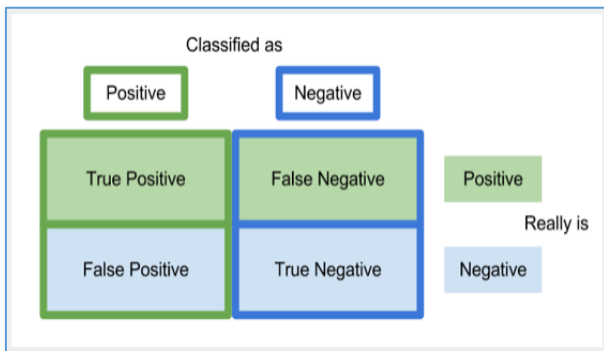 Classified as
Positive Negative
True Positive False Negative Positive
Really is
False Positive True Negative Negative